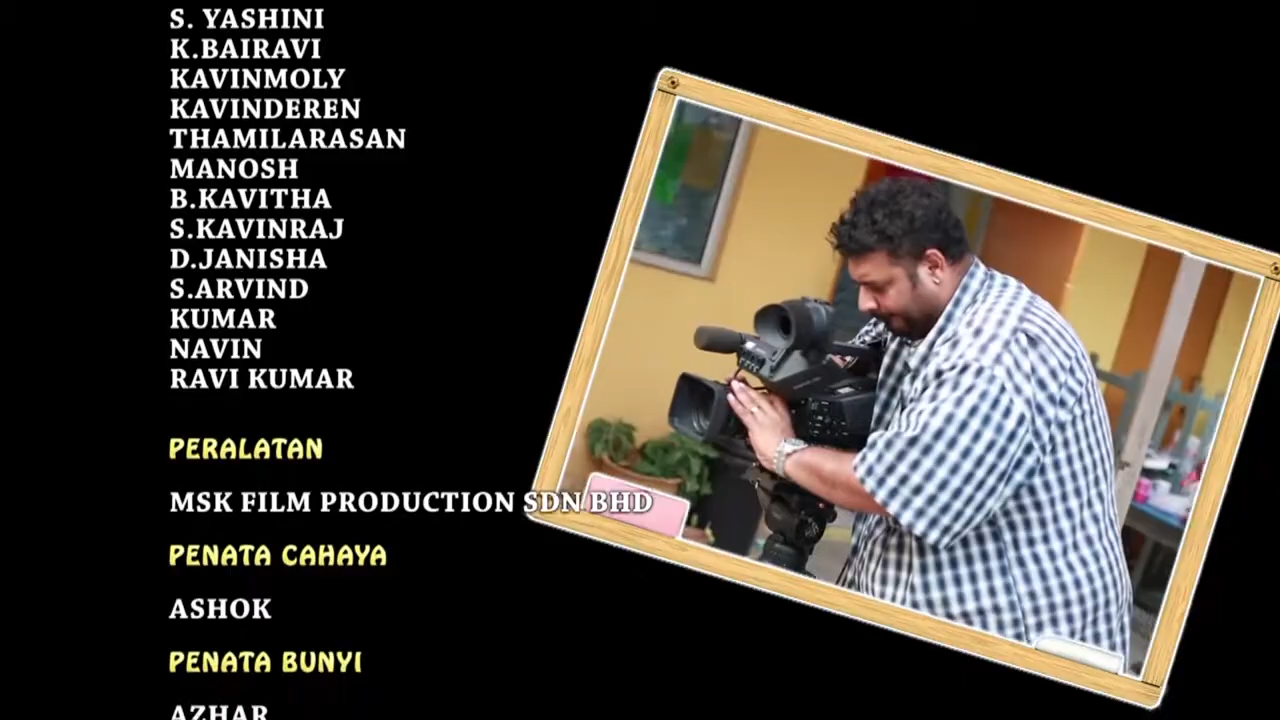 S. YASHINI
K.BAIRAVI
KAVINMOLY
KAVINDEREN
THAMILARASAN
MANOSH
B.KAVITHA
S.KAVINRAJ
D.JANISHA
S.ARVIND
KUMAR
NAVIN
RAVI KUMAR
PERALATAN
MSK FILM PRODUCTION SDN BHD
PENATA CAHAYA
ASHOK
PENATA BUNYI
AZHAR